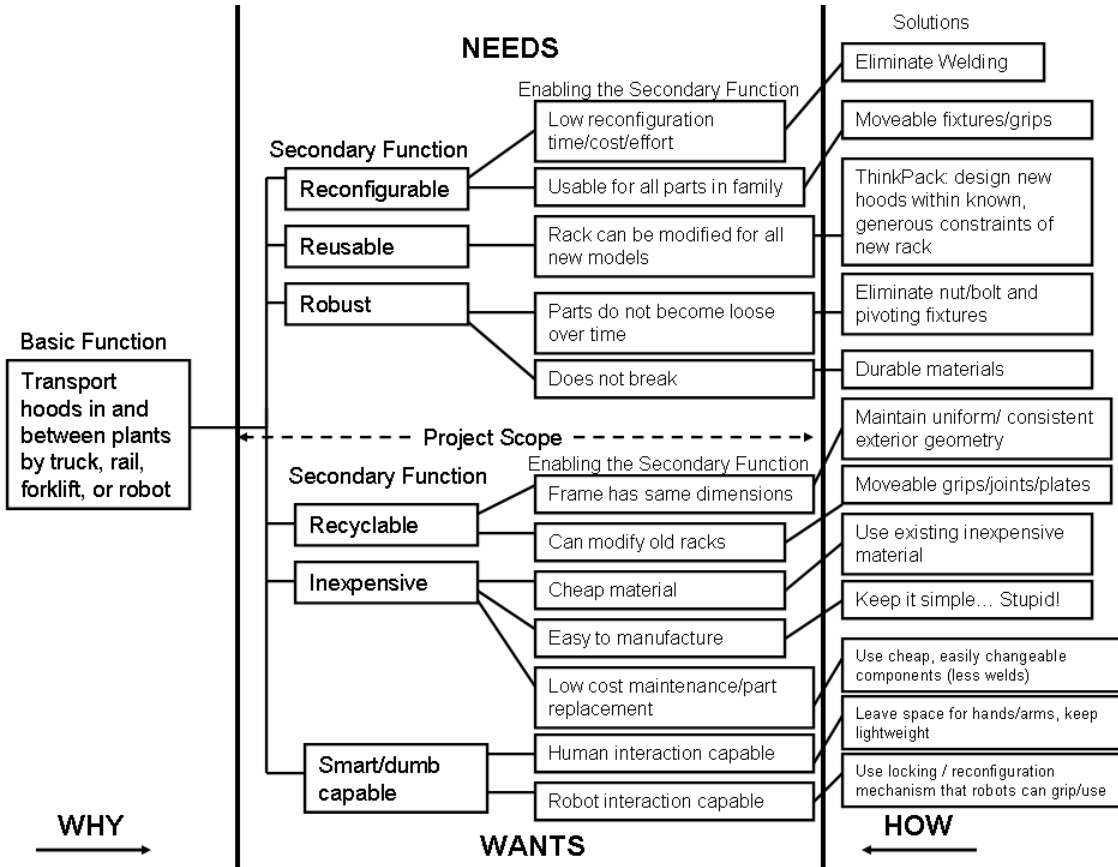 Solutions
NEEDS
Eliminate Welding
Enabling the Secondary Function
Low reconfiguration
time/cost/effort
Moveable fixtures/grips
Secondary Function
Reconfigurable
Usable for all parts in family
ThinkPack: design new
hoods within known,
generous constraints of
new rack
Reusable
Rack can be modified for all
new models
Robust
Parts do not become loose
over time
Eliminate nut/bolt and
pivoting fixtures
Basic Function
Transport
hoods in and
between plants
by truck, rail,
forklift, or robot
Does not break
Durable materials
Project Scope
Maintain uniform/ consistent
exterior geometry
Secondary Function
Enabling the Secondary Function
Frame has same dimensions
Moveable grips/joints/plates
Recyclable
Can modify old racks
Use existing inexpensive
material
Inexpensive
Cheap material
Keep it simple... Stupid!
Easy to manufacture
Low cost maintenance/part
replacement
Use cheap, easily changeable
components (less welds)
Leave space for hands/arms, keep
lightweight
Smart/dumb
capable
Human interaction capable
Robot interaction capable
Use locking / reconfiguration
mechanism that robots can grip/use
WHY
WANTS
HOW